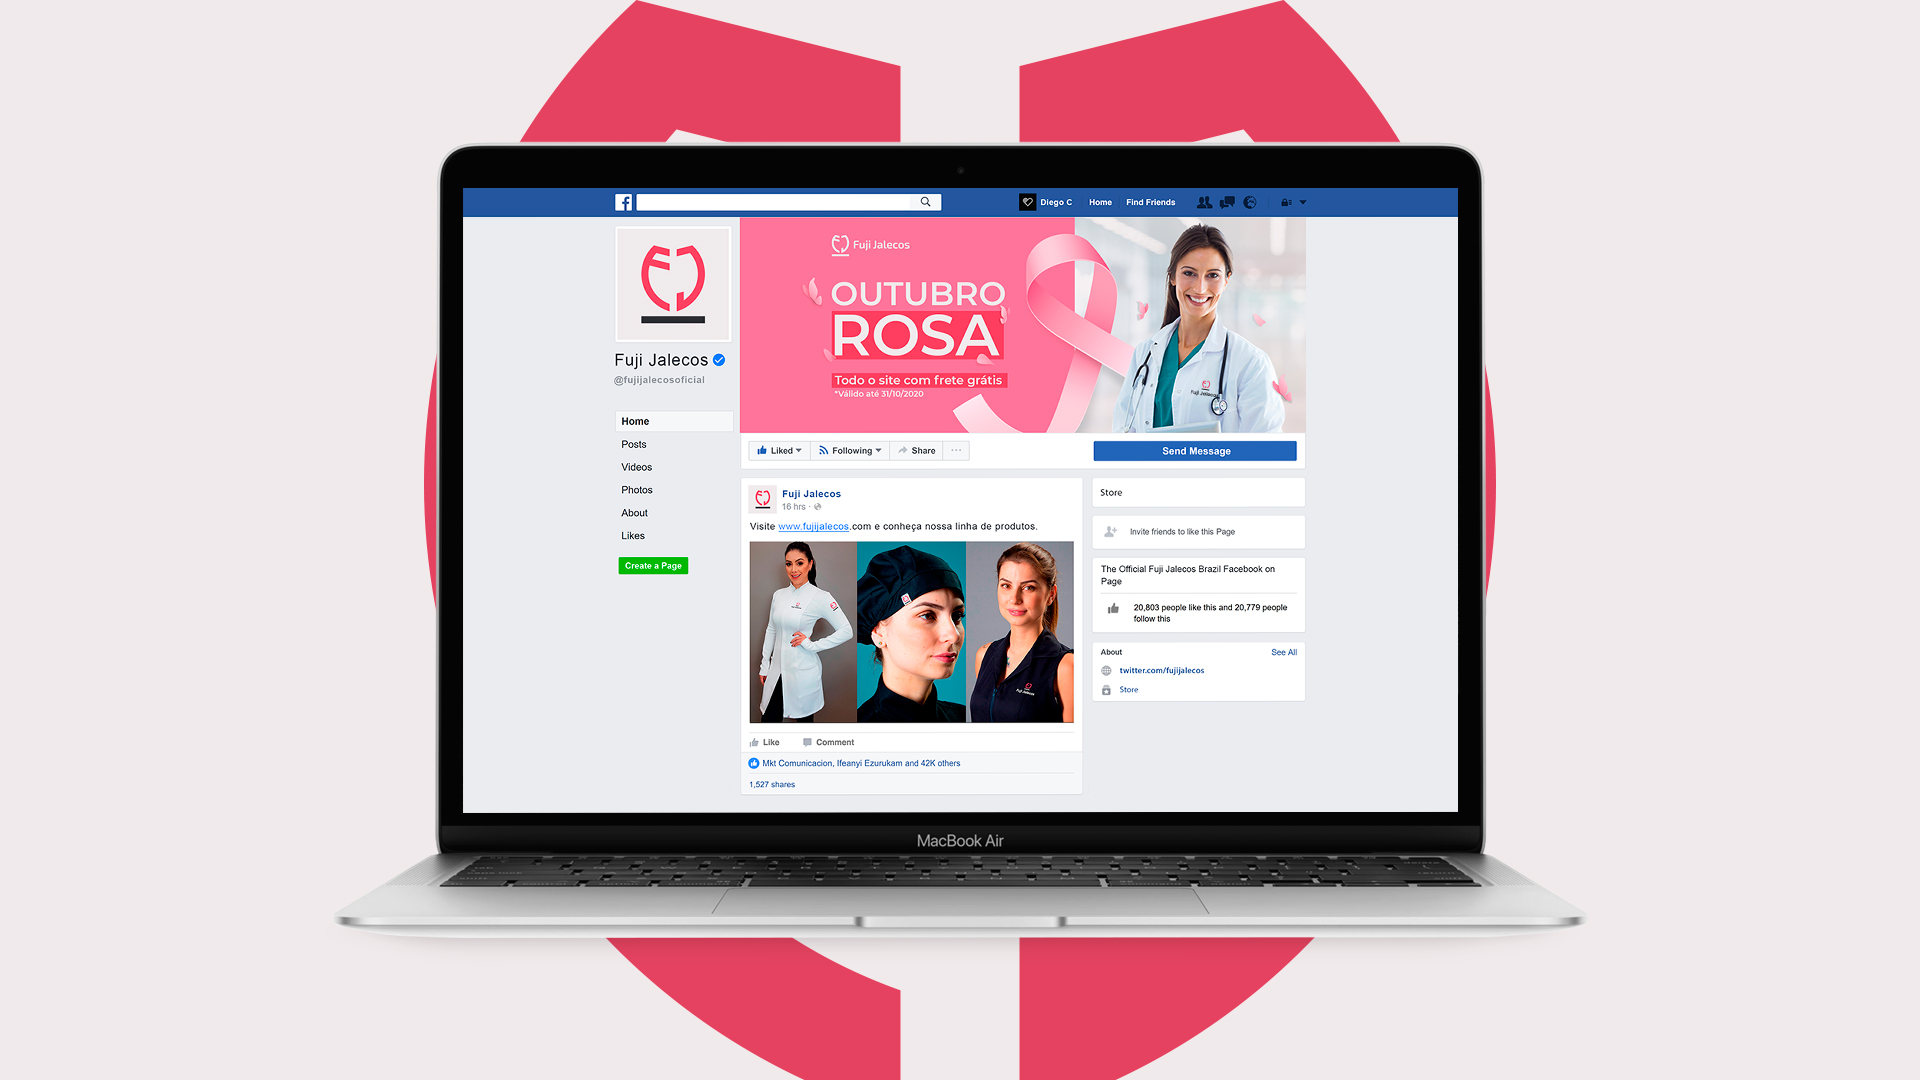 Diego C
Home
Find Friends
Fuji Jalecos
@fujijalecosoficial
Home
Posts
Videos
Photos
About
Likes
Create a Page
Fuji Jalecos
OUTUBRO
ROSA
Todo o site com frete grátis
*Válido até 31/10/2020
Fuji Jalecos
Liked
Following
Share
Send Message
Fuji Jalecos
16 hrs ·
Visite www.fujijalecos.com e conheça nossa linha de produtos.
Fuji Jalecos
Like
Comment
Mkt Comunicacion, Ifeanyi Ezurukam and 42K others
1,527 shares
Store
Invite friends to like this Page
The Official Fuji Jalecos Brazil Facebook on
Page
20,803 people like this and 20,779 people
follow this
About
See All
twitter.com/fujijalecos
Store
MacBook Air